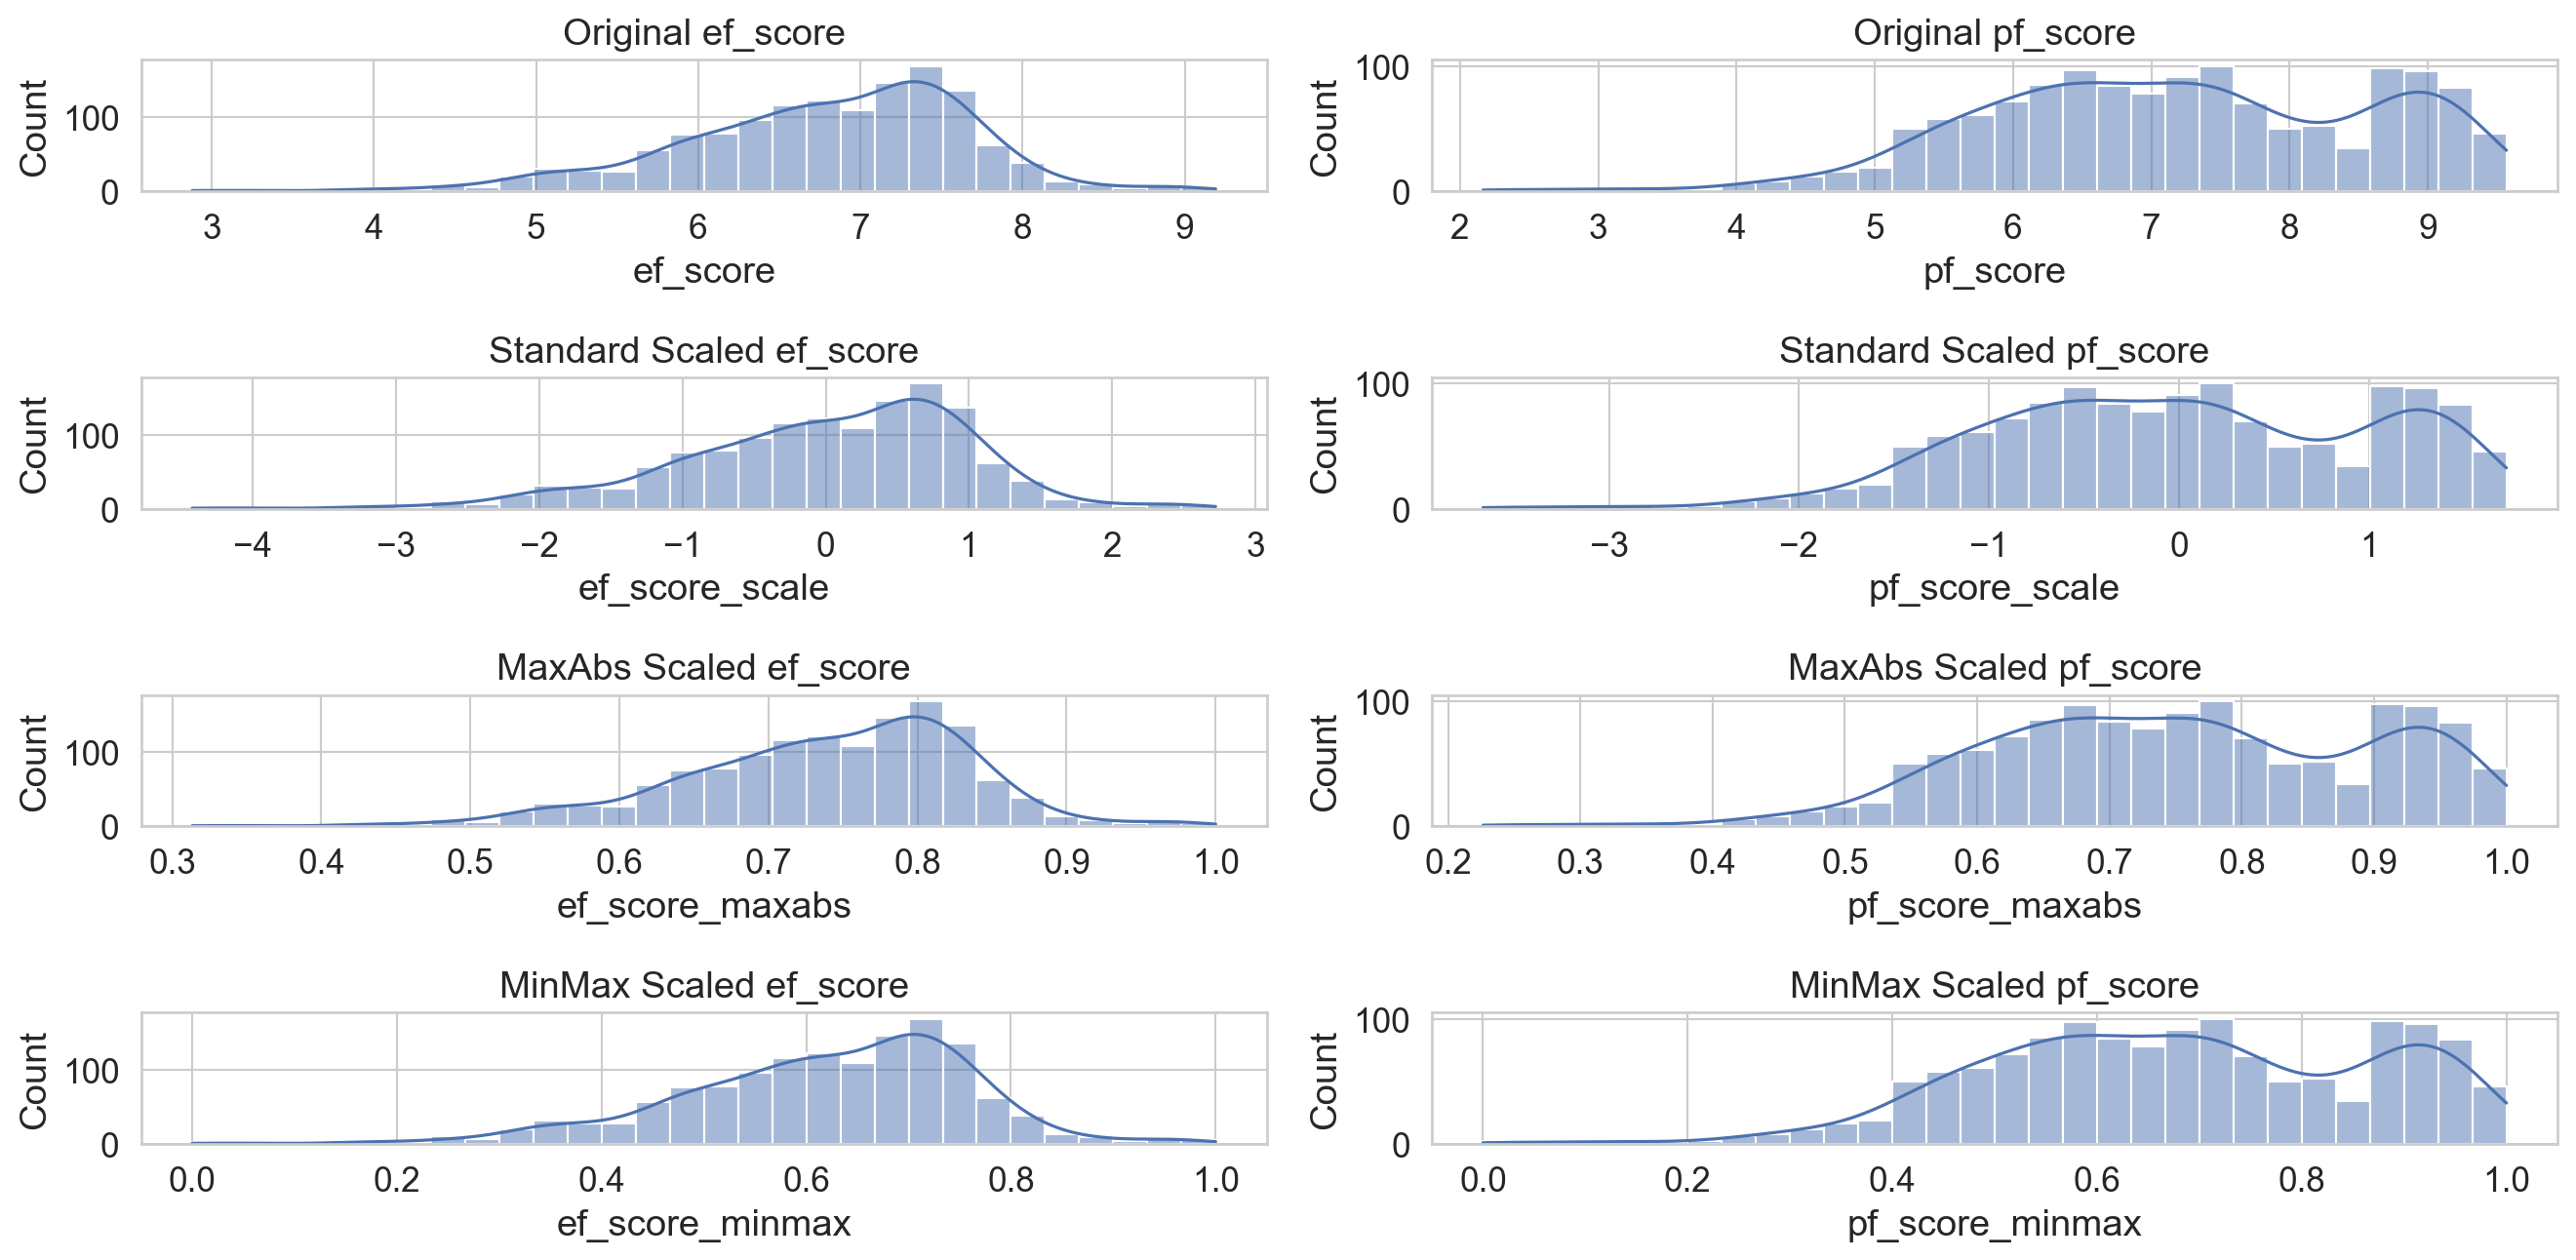 Original ef_score
Count
100
0
3 4 5 6 7 8 9
ef_score
Original pf_score
Count
100
0
2 3 4 5 6 7 8 9
pf_score
Standard Scaled ef_score
Count
100
0
−4 −3 −2 −1 0 1 2 3
ef_score_scale
Standard Scaled pf_score
Count
100
0
−3 −2 −1 0 1
pf_score_scale
MaxAbs Scaled ef_score
Count
100
0
0.3 0.4 0.5 0.6 0.7 0.8 0.9 1.0
ef_score_maxabs
MaxAbs Scaled pf_score
Count
100
0
0.2 0.3 0.4 0.5 0.6 0.7 0.8 0.9 1.0
pf_score_maxabs
MinMax Scaled ef_score
Count
100
0
0.0 0.2 0.4 0.6 0.8 1.0
ef_score_minmax
MinMax Scaled pf_score
Count
100
0
0.0 0.2 0.4 0.6 0.8 1.0
pf_score_minmax